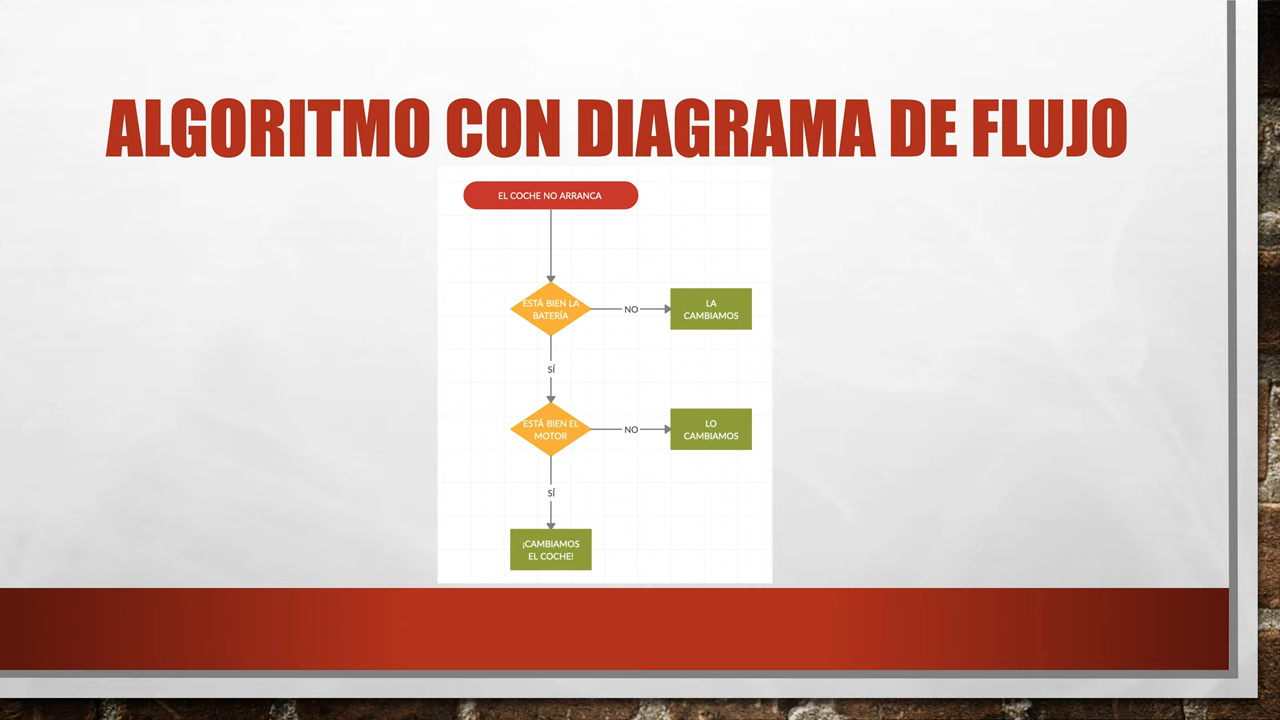 ALGORITMO CON DIAGRAMA DE FLUJO
EL COCHE NO ARRANCA
ESTÁ BIEN LA
BATERÍA
NO
LA
CAMBIAMOS
SÍ
ESTÁ BIEN EL
MOTOR
NO
LO
CAMBIAMOS
SÍ
¡CAMBIAMOS
EL COCHE!